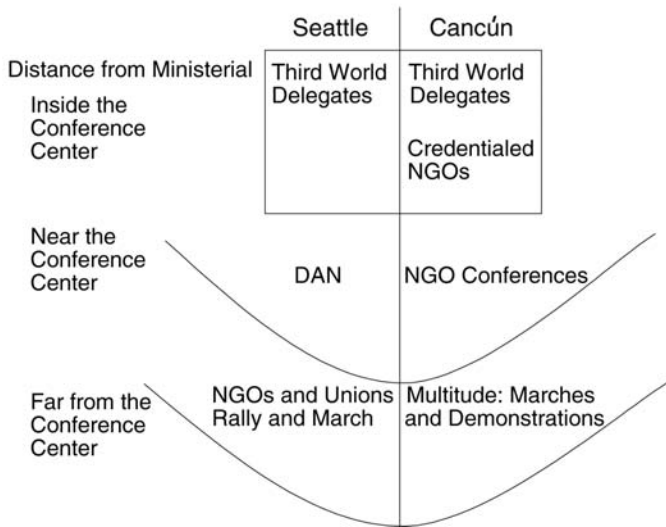 Seattle
Cancún
Distance from Ministerial
Inside the
Conference
Center
Third World
Delegates
Third World
Delegates
Credentialed
NGOs
Near the
Conference
Center
DAN
NGO Conferences
Far from the
Conference
Center
NGOs and Unions
Rally and March
Multitude: Marches
and Demonstrations